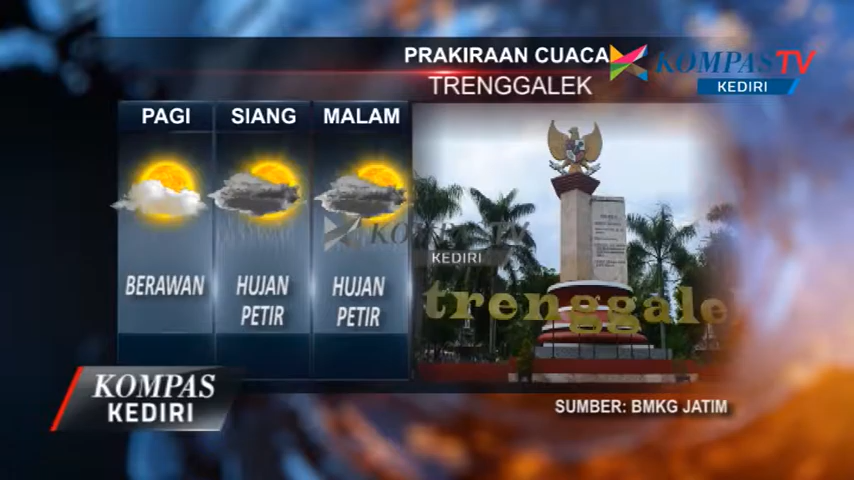 PRAKIRAAN CUACA
KOMPASTV
KEDIRI
TRENGGALEK
PAGI
SIANG
MALAM
KOMPASTV
KEDIRI
BERAWAN
HUJAN
PETIR
HUJAN
PETIR
trenggale
KOMPAS
KEDIRI
SUMBER: BMKG JATIM